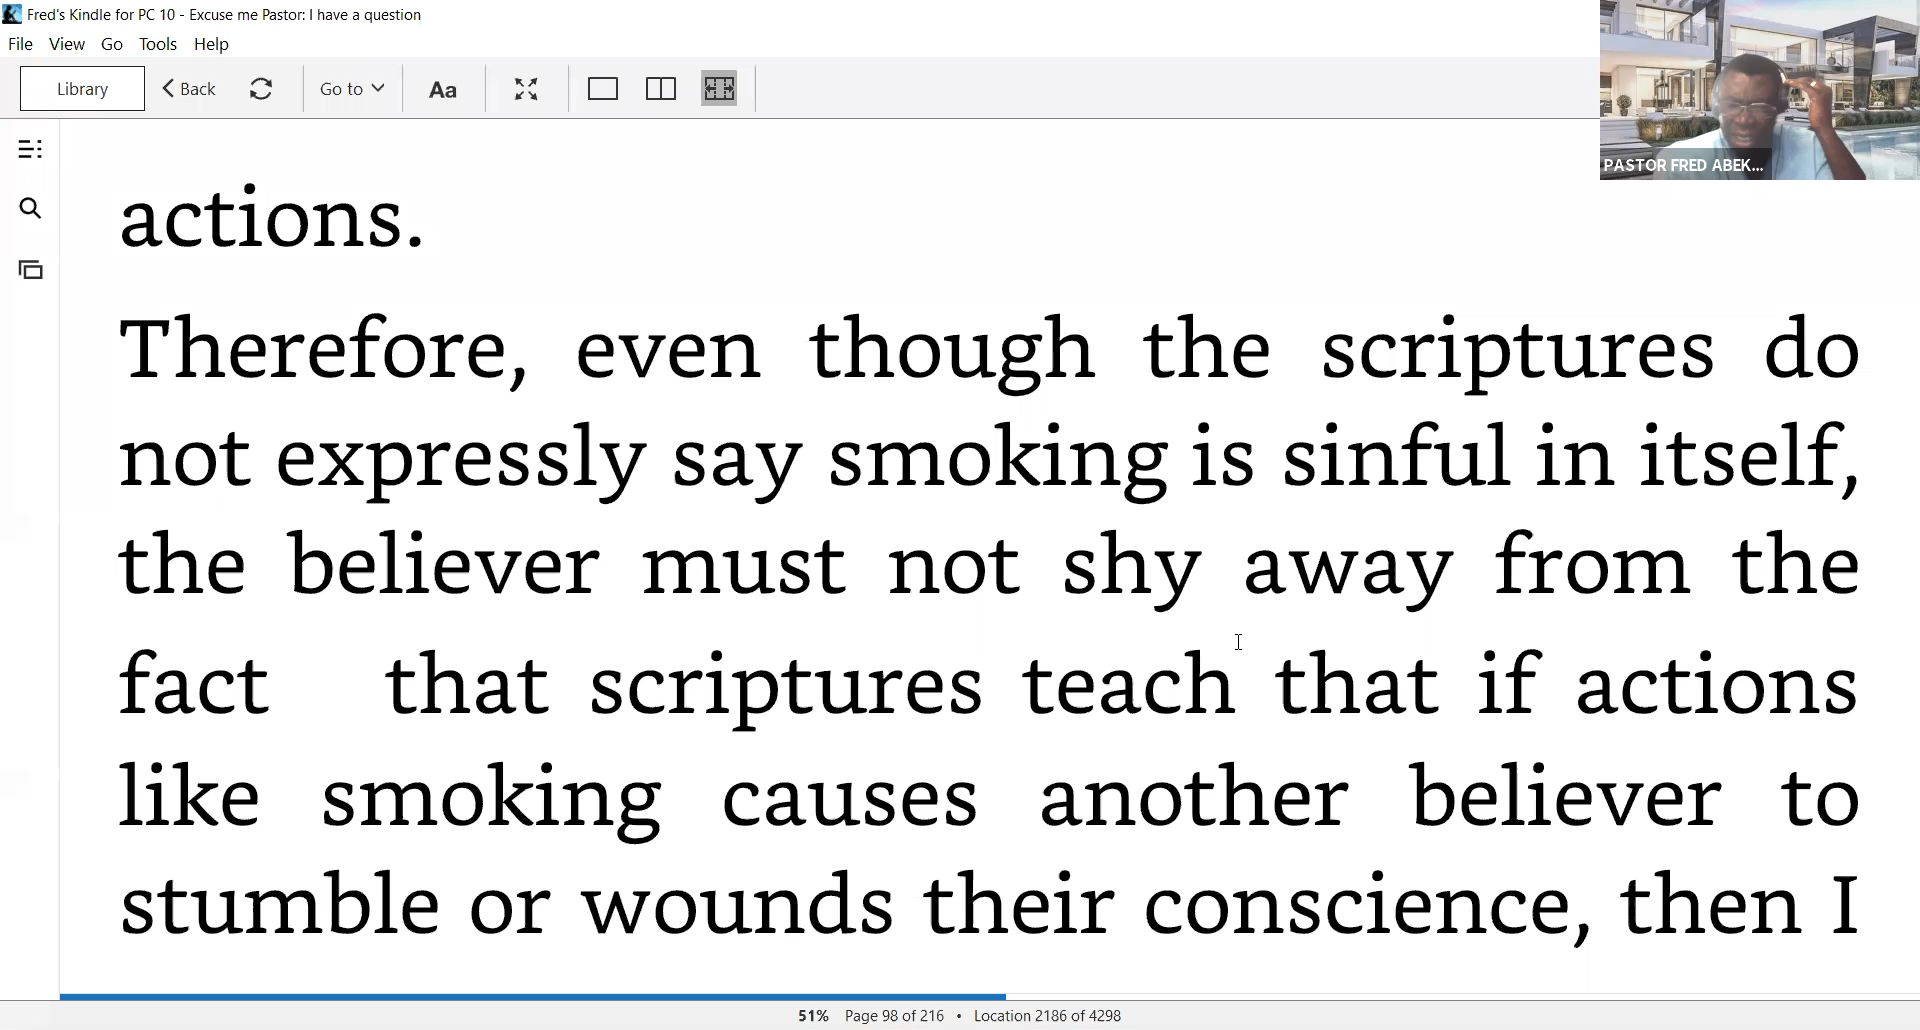 Fred's Kindle for PC 10 - Excuse me Pastor: I have a question
File View Go Tools Help
Library Back Go to Aa
PASTOR FRED ABEK...
actions.
Therefore, even though the scriptures do
not expressly say smoking is sinful in itself,
the believer must not shy away from the
fact that scriptures teach that if actions
like smoking causes another believer to
stumble or wounds their conscience, then I
51% Page 98 of 216 • Location 2186 of 4298